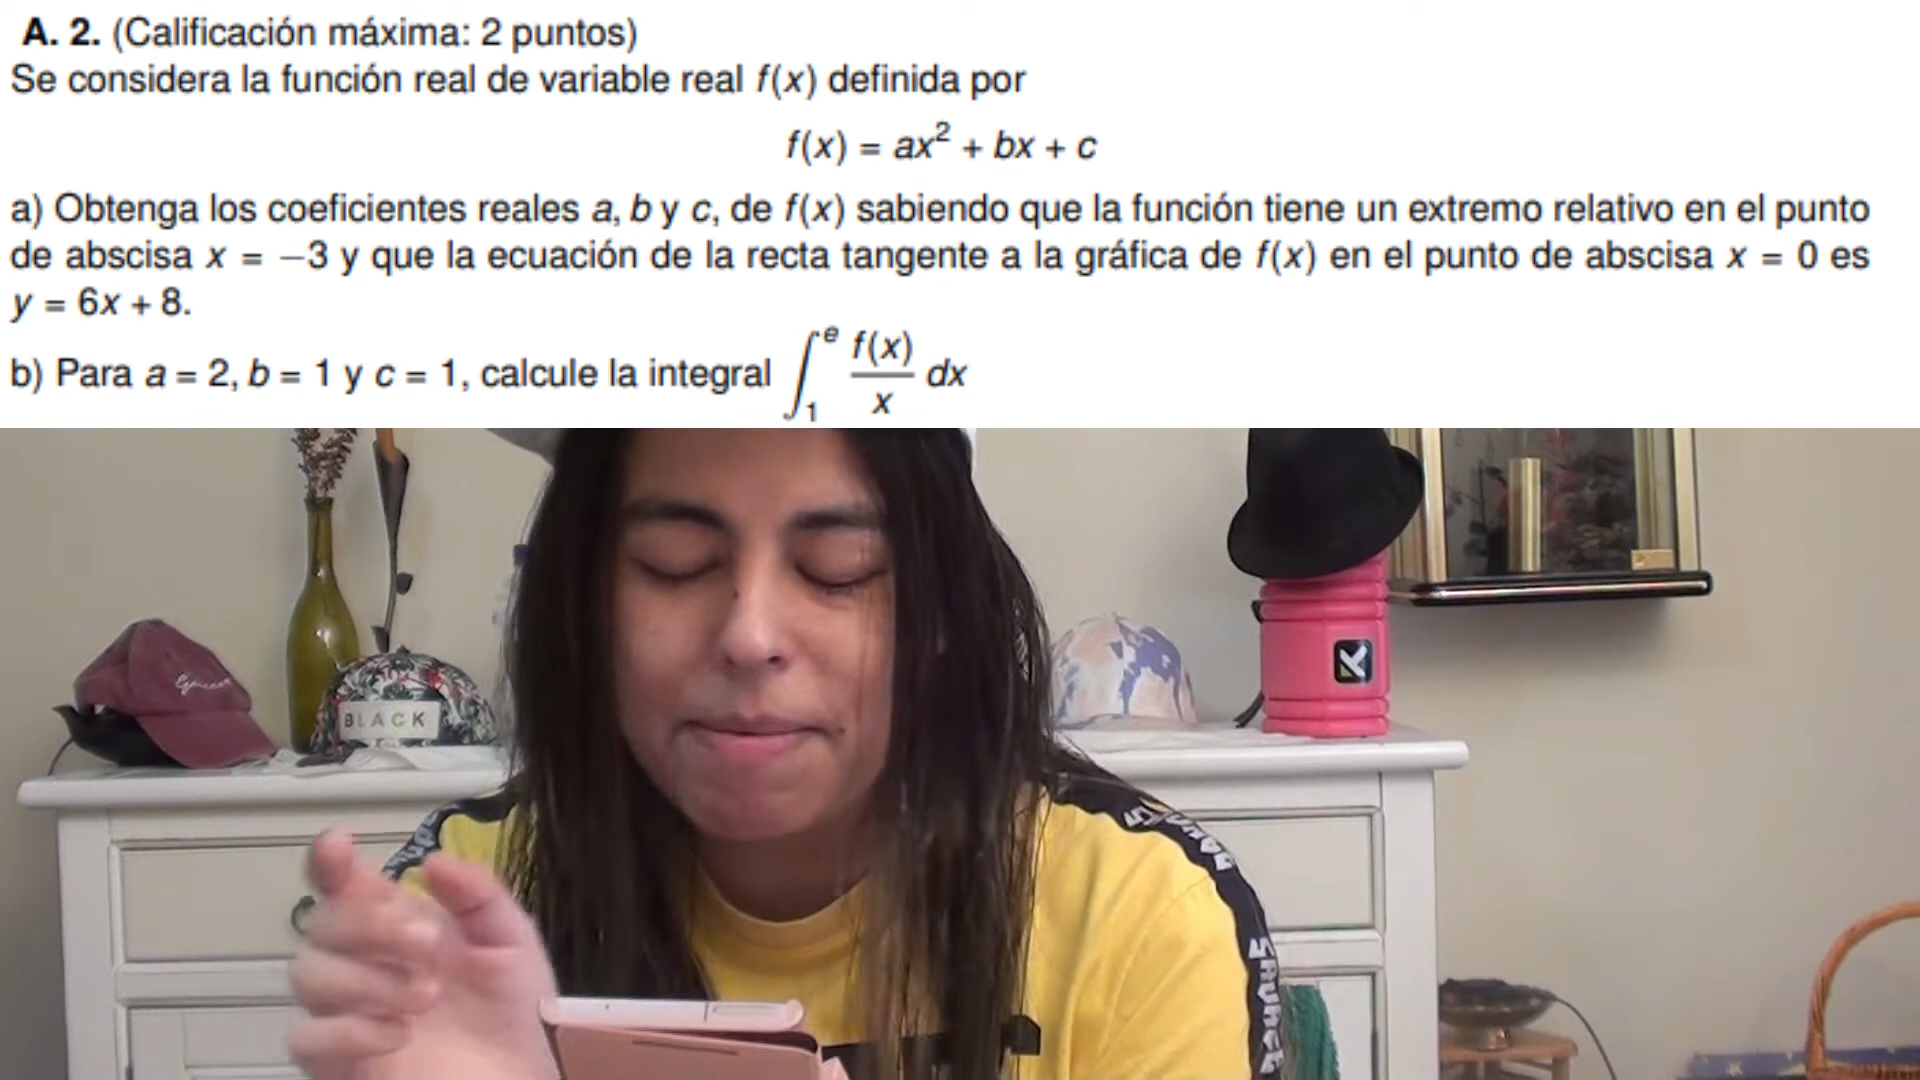 A. 2. (Calificación máxima: 2 puntos)
Se considera la función real de variable real f(x) definida por
f(x) = ax² + bx + c
a) Obtenga los coeficientes reales a, b y c, de f(x) sabiendo que la función tiene un extremo relativo en el punto
de abscisa x = −3 y que la ecuación de la recta tangente a la gráfica de f(x) en el punto de abscisa x = 0 es
y = 6x + 8.
b) Para a = 2, b = 1 y c = 1, calcule la integral ∫₁ᵉ f(x)/x dx
BLACK